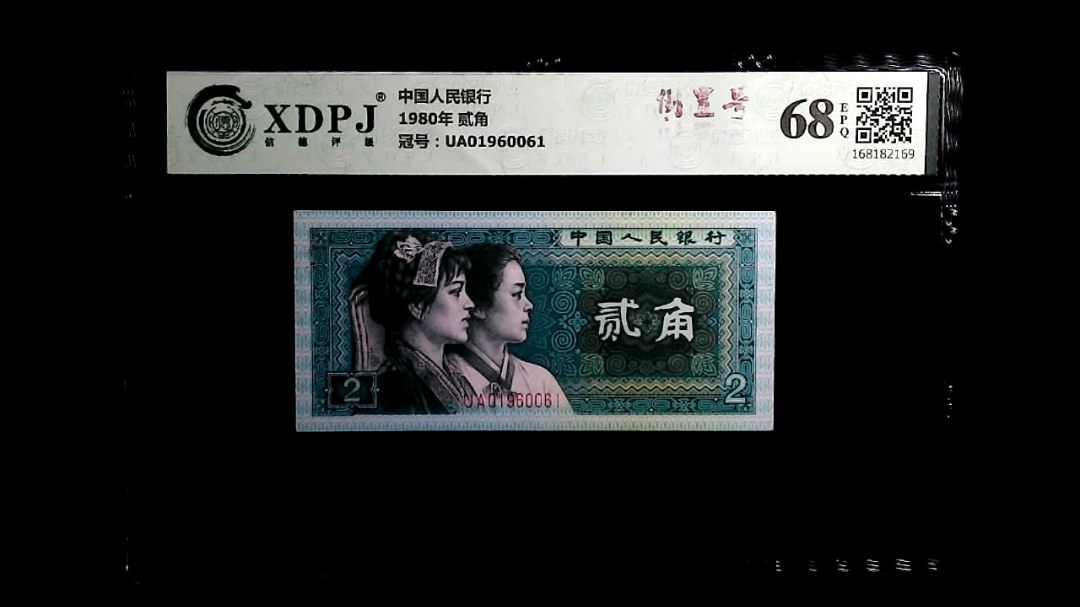 XDPJ®
信德评级
中国人民银行
1980年 贰角
冠号：UA01960061
倒置号
68
EPQ
168182169
中国人民银行
贰角
2
2
UA01960061